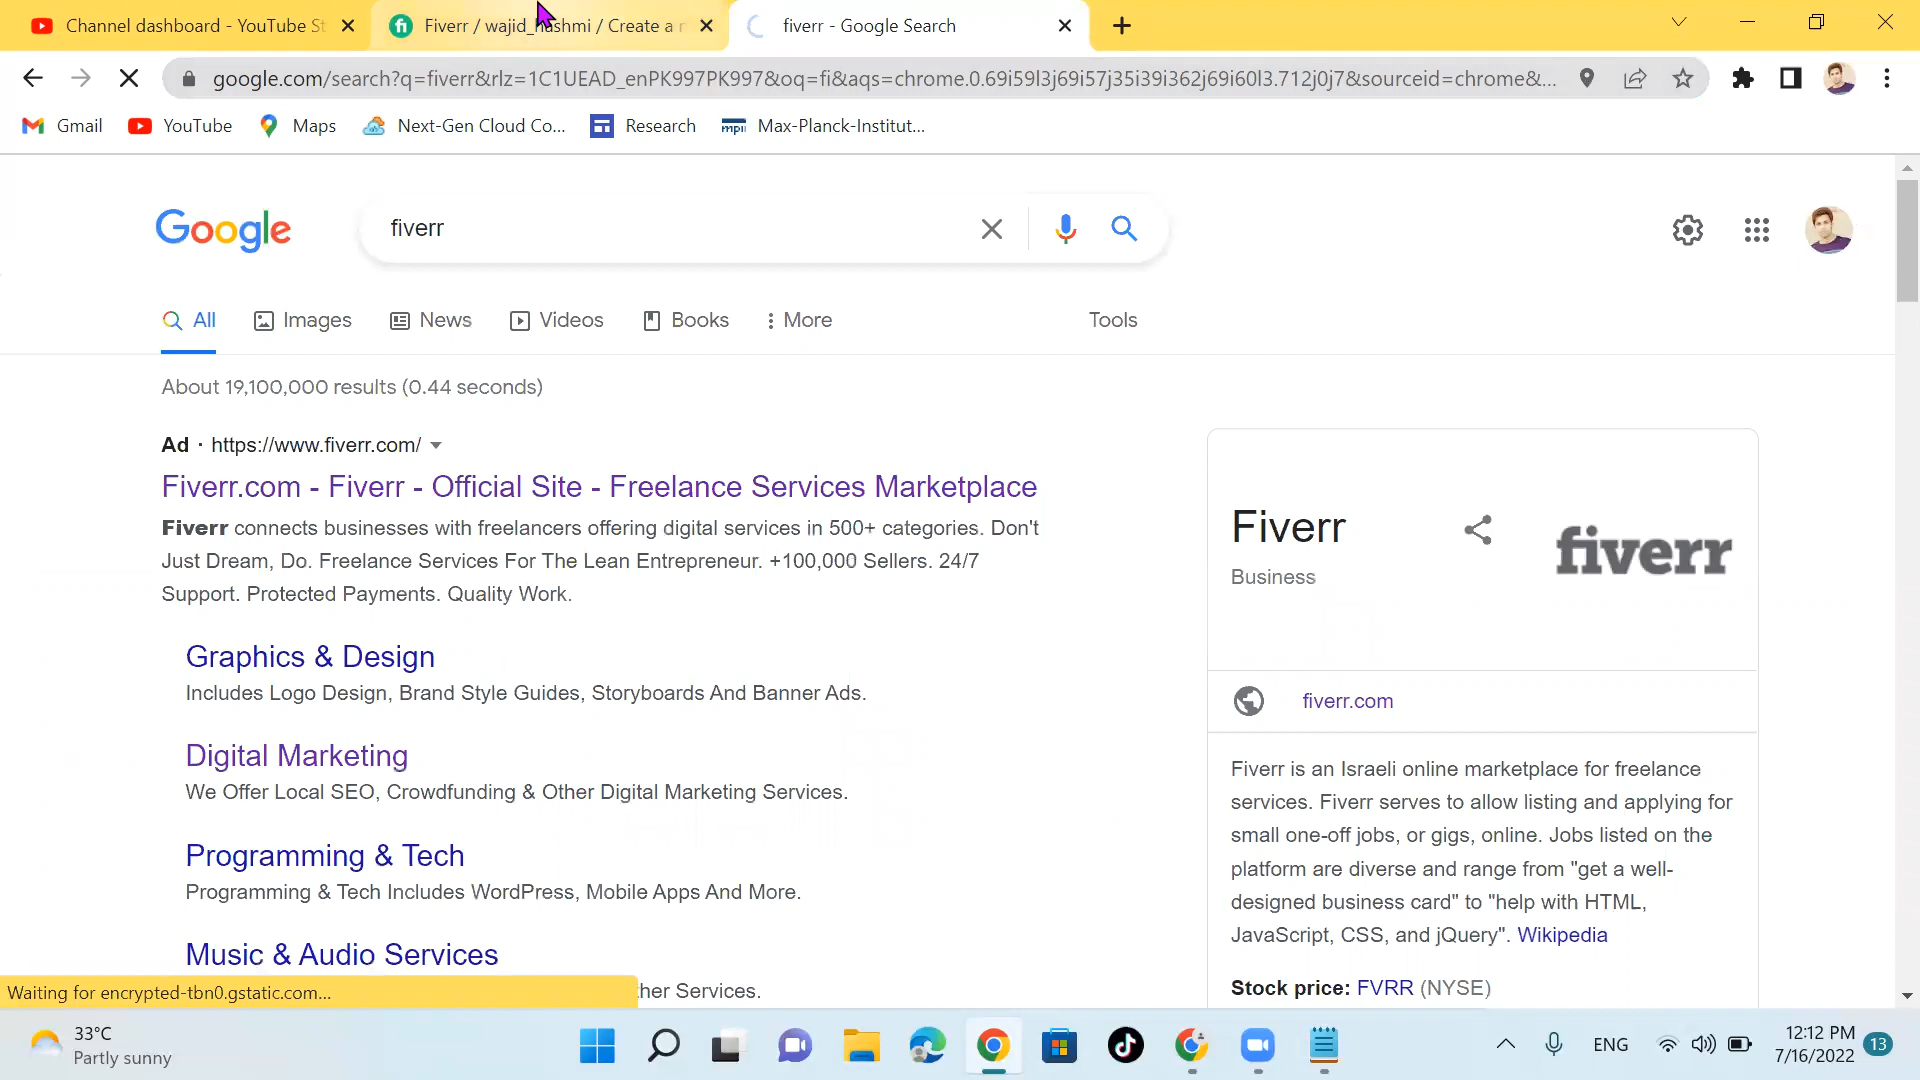 Channel dashboard - YouTube St
Fiverr / wajid_hashmi / Create a n
fiverr - Google Search
google.com/search?q=fiverr&rlz=1C1UEAD_enPK997PK997&oq=fi&aqs=chrome.0.69i59l3j69i57j35i39i362j69i60l3.712j0j7&sourceid=chrome&...
Gmail
YouTube
Maps
Next-Gen Cloud Co...
Research
mpii
Max-Planck-Institut...
Google
fiverr
All
Images
News
Videos
Books
More
Tools
About 19,100,000 results (0.44 seconds)
Ad · https://www.fiverr.com/
Fiverr.com - Fiverr - Official Site - Freelance Services Marketplace
Fiverr connects businesses with freelancers offering digital services in 500+ categories. Don't
Just Dream, Do. Freelance Services For The Lean Entrepreneur. +100,000 Sellers. 24/7
Support. Protected Payments. Quality Work.
Graphics & Design
Includes Logo Design, Brand Style Guides, Storyboards And Banner Ads.
Digital Marketing
We Offer Local SEO, Crowdfunding & Other Digital Marketing Services.
Programming & Tech
Programming & Tech Includes WordPress, Mobile Apps And More.
Music & Audio Services
ther Services.
Fiverr
Business
fiverr
fiverr.com
Fiverr is an Israeli online marketplace for freelance
services. Fiverr serves to allow listing and applying for
small one-off jobs, or gigs, online. Jobs listed on the
platform are diverse and range from "get a well-
designed business card" to "help with HTML,
JavaScript, CSS, and jQuery". Wikipedia
Stock price: FVRR (NYSE)
Waiting for encrypted-tbn0.gstatic.com...
33°C
Partly sunny
ENG
12:12 PM
7/16/2022
13